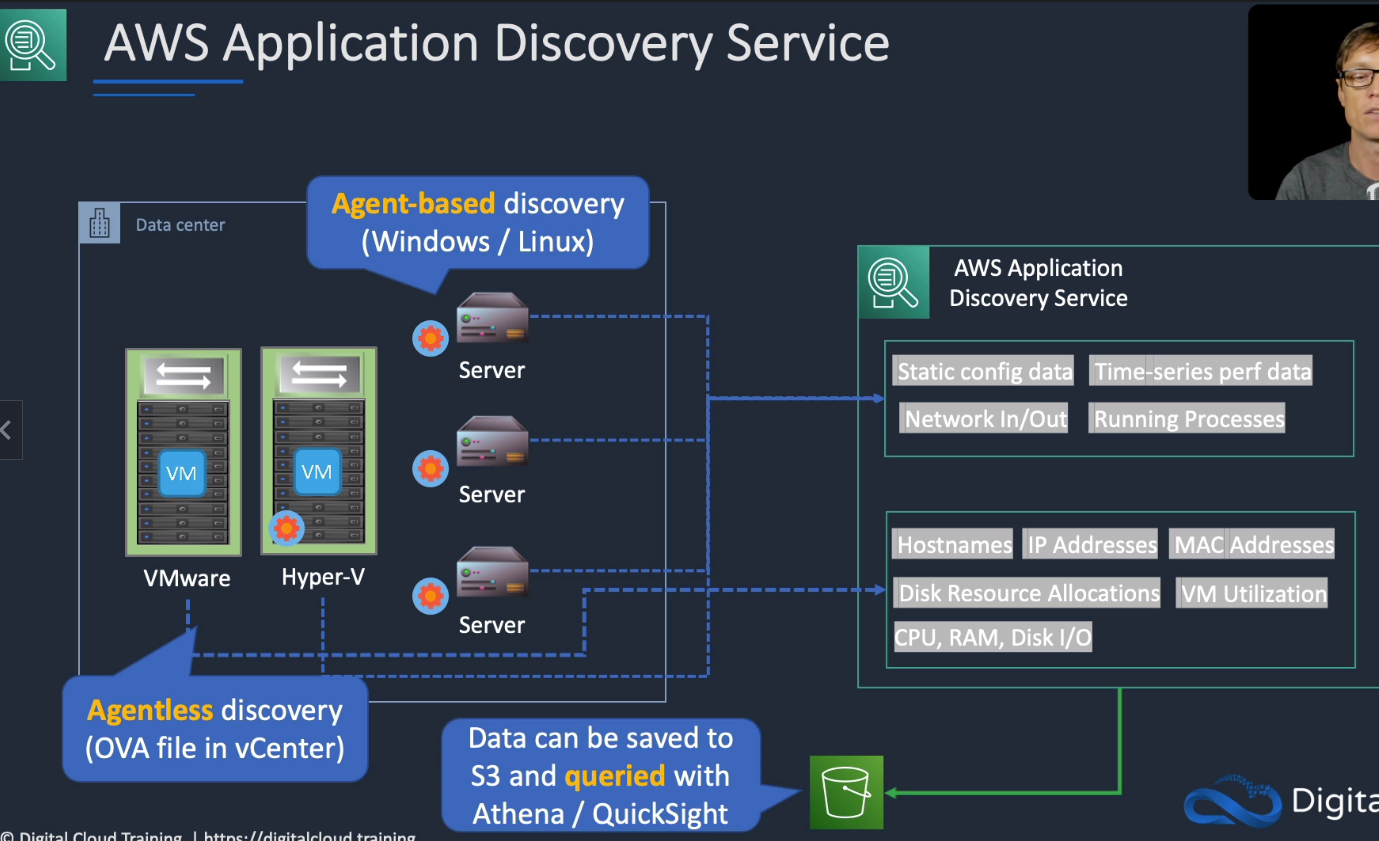 AWS Application Discovery Service
Agent-based discovery
(Windows / Linux)
Data center
Server
Server
Server
VM
VM
VMware
Hyper-V
Agentless discovery
(OVA file in vCenter)
AWS Application
Discovery Service
Static config data
Time-series perf data
Network In/Out
Running Processes
Hostnames
IP Addresses
MAC Addresses
Disk Resource Allocations
VM Utilization
CPU, RAM, Disk I/O
Data can be saved to
S3 and queried with
Athena / QuickSight
Digita
© Digital Cloud Training | https://digitalcloud.training